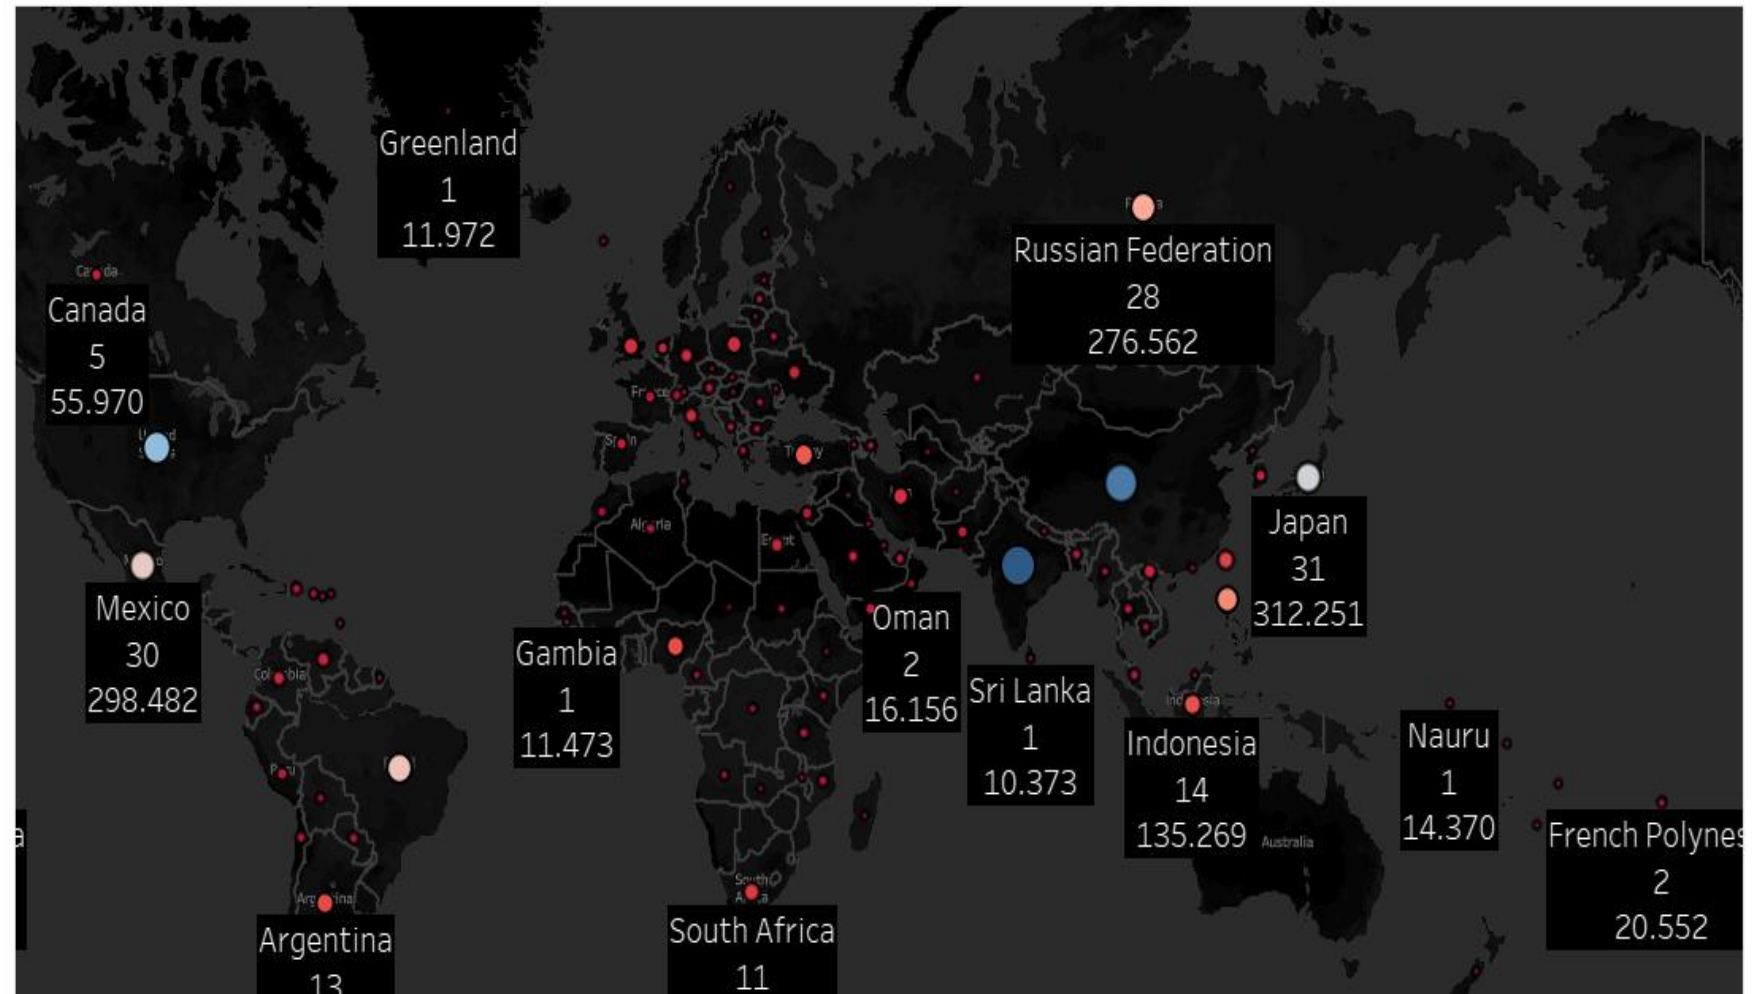 Greenland
1
11.972
Russian Federation
28
276.562
Canada
5
55.970
Japan
31
312.251
Mexico
30
298.482
Gambia
1
11.473
Oman
2
16.156
Sri Lanka
1
10.373
Indonesia
14
135.269
Australia
Nauru
1
14.370
French Polynes
2
20.552
Argentina
13
South Africa
11